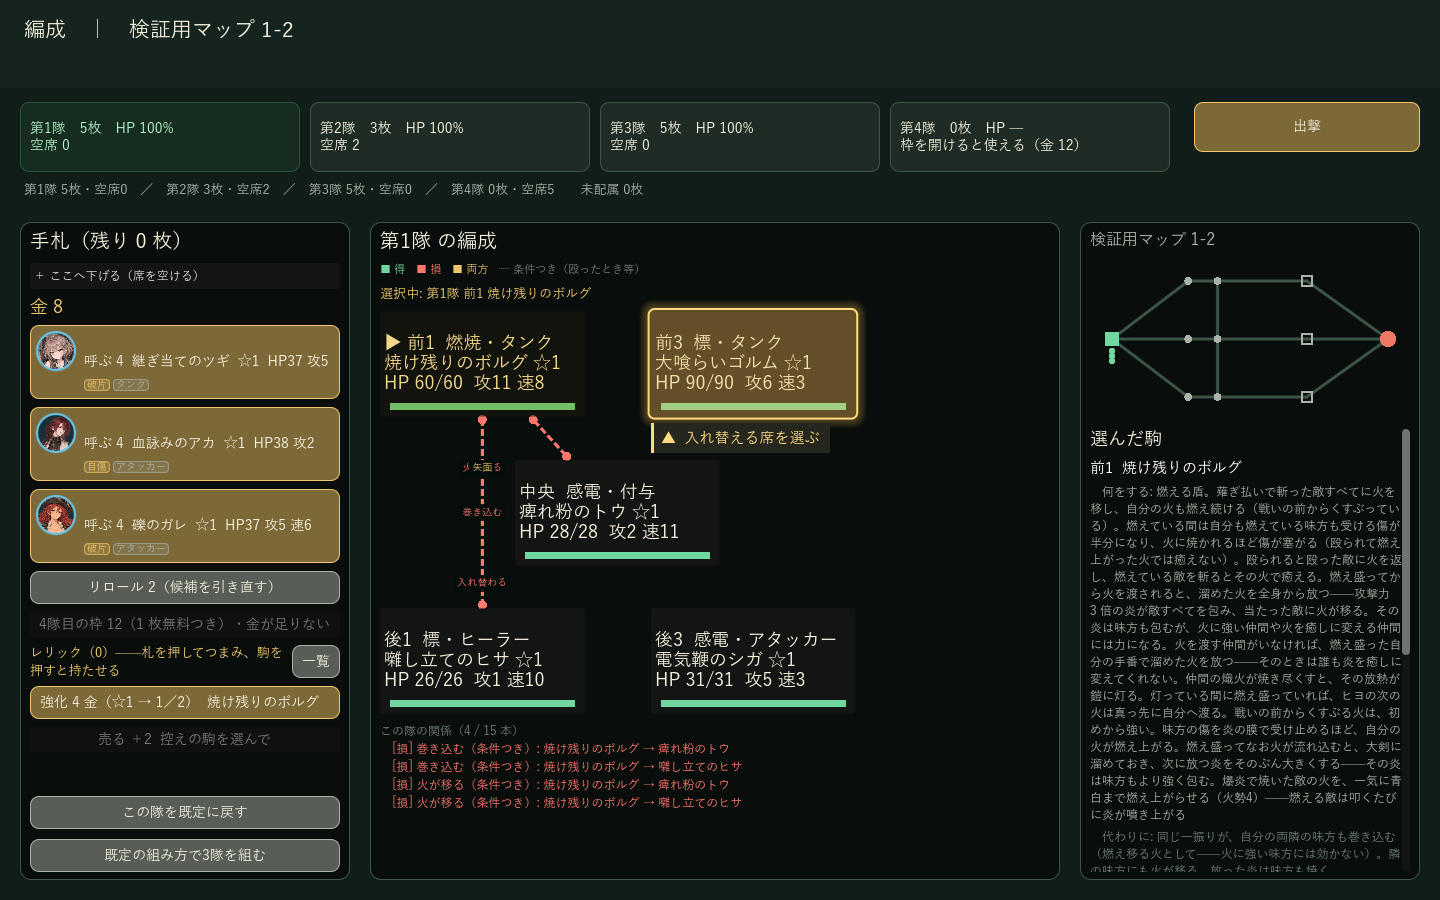 編成 ｜ 検証用マップ 1-2
第1隊 5枚 HP 100%
空席 0
第2隊 3枚 HP 100%
空席 2
第3隊 5枚 HP 100%
空席 0
第4隊 0枚 HP —
枠を開けると使える（金 12）
出撃
第1隊 5枚・空席0 ／ 第2隊 3枚・空席2 ／ 第3隊 5枚・空席0 ／ 第4隊 0枚・空席5 未配属 0枚
手札（残り 0 枚）
＋ ここへ下げる（席を空ける）
金 8
呼ぶ 4 継ぎ当てのツギ ☆1 HP37 攻5
破片 タンク
呼ぶ 4 血詠みのアカ ☆1 HP38 攻2
自傷 アタッカー
呼ぶ 4 礫のガレ ☆1 HP37 攻5 速6
破片 アタッカー
リロール 2（候補を引き直す）
4隊目の枠 12（1 枚無料つき）・金が足りない
レリック（0）——札を押してつまみ、駒を
押すと持たせる
一覧
強化 4 金（☆1 → 1／2） 焼け残りのボルグ
売る ＋2 控えの駒を選んで
この隊を既定に戻す
既定の組み方で3隊を組む
第1隊 の編成
■ 得 ■ 損 ■ 両方 ┄ 条件つき（殴ったとき等）
選択中: 第1隊 前1 焼け残りのボルグ
▶ 前1 燃焼・タンク
焼け残りのボルグ ☆1
HP 60/60 攻11 速8
前3 標・タンク
大喰らいゴルム ☆1
HP 90/90 攻6 速3
▲ 入れ替える席を選ぶ
火矢面る
巻き込む
入れ替わる
中央 感電・付与
痺れ粉のトウ ☆1
HP 28/28 攻2 速11
後1 標・ヒーラー
囃し立てのヒサ ☆1
HP 26/26 攻1 速10
後3 感電・アタッカー
電気鞭のシガ ☆1
HP 31/31 攻5 速3
この隊の関係（4 / 15 本）
[損] 巻き込む（条件つき）: 焼け残りのボルグ → 痺れ粉のトウ
[損] 巻き込む（条件つき）: 焼け残りのボルグ → 囃し立てのヒサ
[損] 火が移る（条件つき）: 焼け残りのボルグ → 痺れ粉のトウ
[損] 火が移る（条件つき）: 焼け残りのボルグ → 囃し立てのヒサ
検証用マップ 1-2
選んだ駒
前1 焼け残りのボルグ
何をする: 燃える盾。薙ぎ払いで斬った敵すべてに火を
移し、自分の火も燃え続ける（戦いの前からくすぶってい
る）。燃えている間は自分も燃えている味方も受ける傷が
半分になり、火に焼かれるほど傷が塞がる（殴られて燃え
上がった火では癒えない）。殴られると殴った敵に火を返
し、燃えている敵を斬るとその火で癒える。燃え盛ってか
ら火を渡されると、溜めた火を全身から放つ——攻撃力
3 倍の炎が敵すべてを包み、当たった敵に火が移る。その
炎は味方も包むが、火に強い仲間や火を癒しに変える仲間
には力になる。火を渡す仲間がいなければ、燃え盛った自
分の手番で溜めた火を放つ——そのときは誰も炎を癒しに
変えてくれない。仲間の熾火が焼き尽くすと、その放熱が
鎧に灯る。灯っている間に燃え盛っていれば、ヒヨの次の
火は真っ先に自分へ渡る。戦いの前からくすぶる火は、初
めから強い。味方の傷を炎の膜で受け止めるほど、自分の
火が燃え上がる。燃え盛ってなお火が流れ込むと、大剣に
溜めておき、次に放つ炎をそのぶん大きくする——その炎
は味方もより強く包む。爆炎で焼いた敵の火を、一気に青
白まで燃え上がらせる（火勢4）——燃える敵は叩くたび
に炎が噴き上がる
代わりに: 同じ一振りが、自分の両隣の味方も巻き込む
（燃え移る火として——火に強い味方には効かない）。隣
の味方にも火が移る。放った炎は味方も焼く。